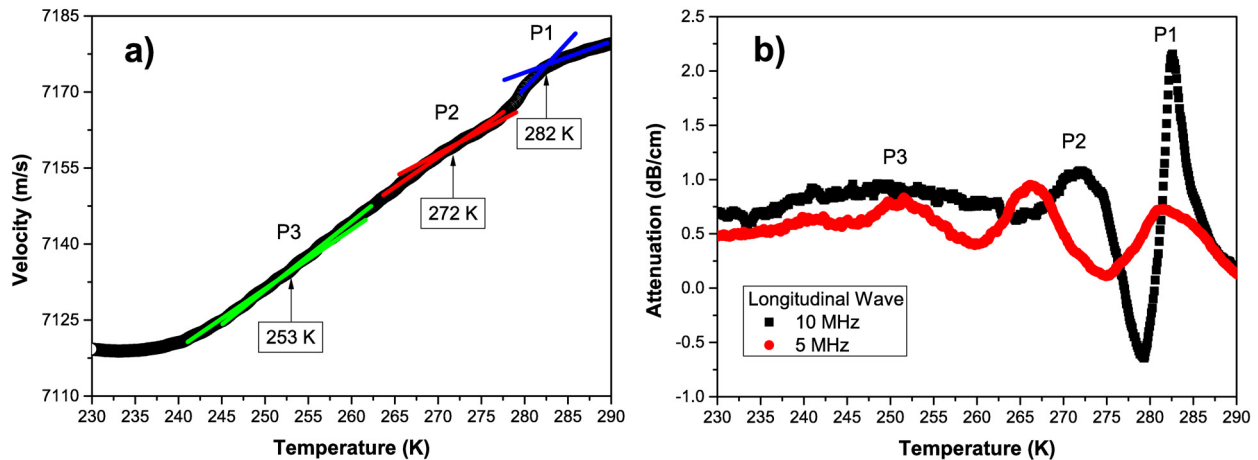 a)
7185
7170
7155
7140
7125
7110
Velocity (m/s)
P1
P2
P3
282 K
272 K
253 K
230 235 240 245 250 255 260 265 270 275 280 285 290
Temperature (K)
b)
2.5
2.0
1.5
1.0
0.5
0.0
-0.5
-1.0
Attenuation (dB/cm)
P1
P2
P3
Longitudinal Wave
10 MHz
5 MHz
230 235 240 245 250 255 260 265 270 275 280 285 290
Temperature (K)